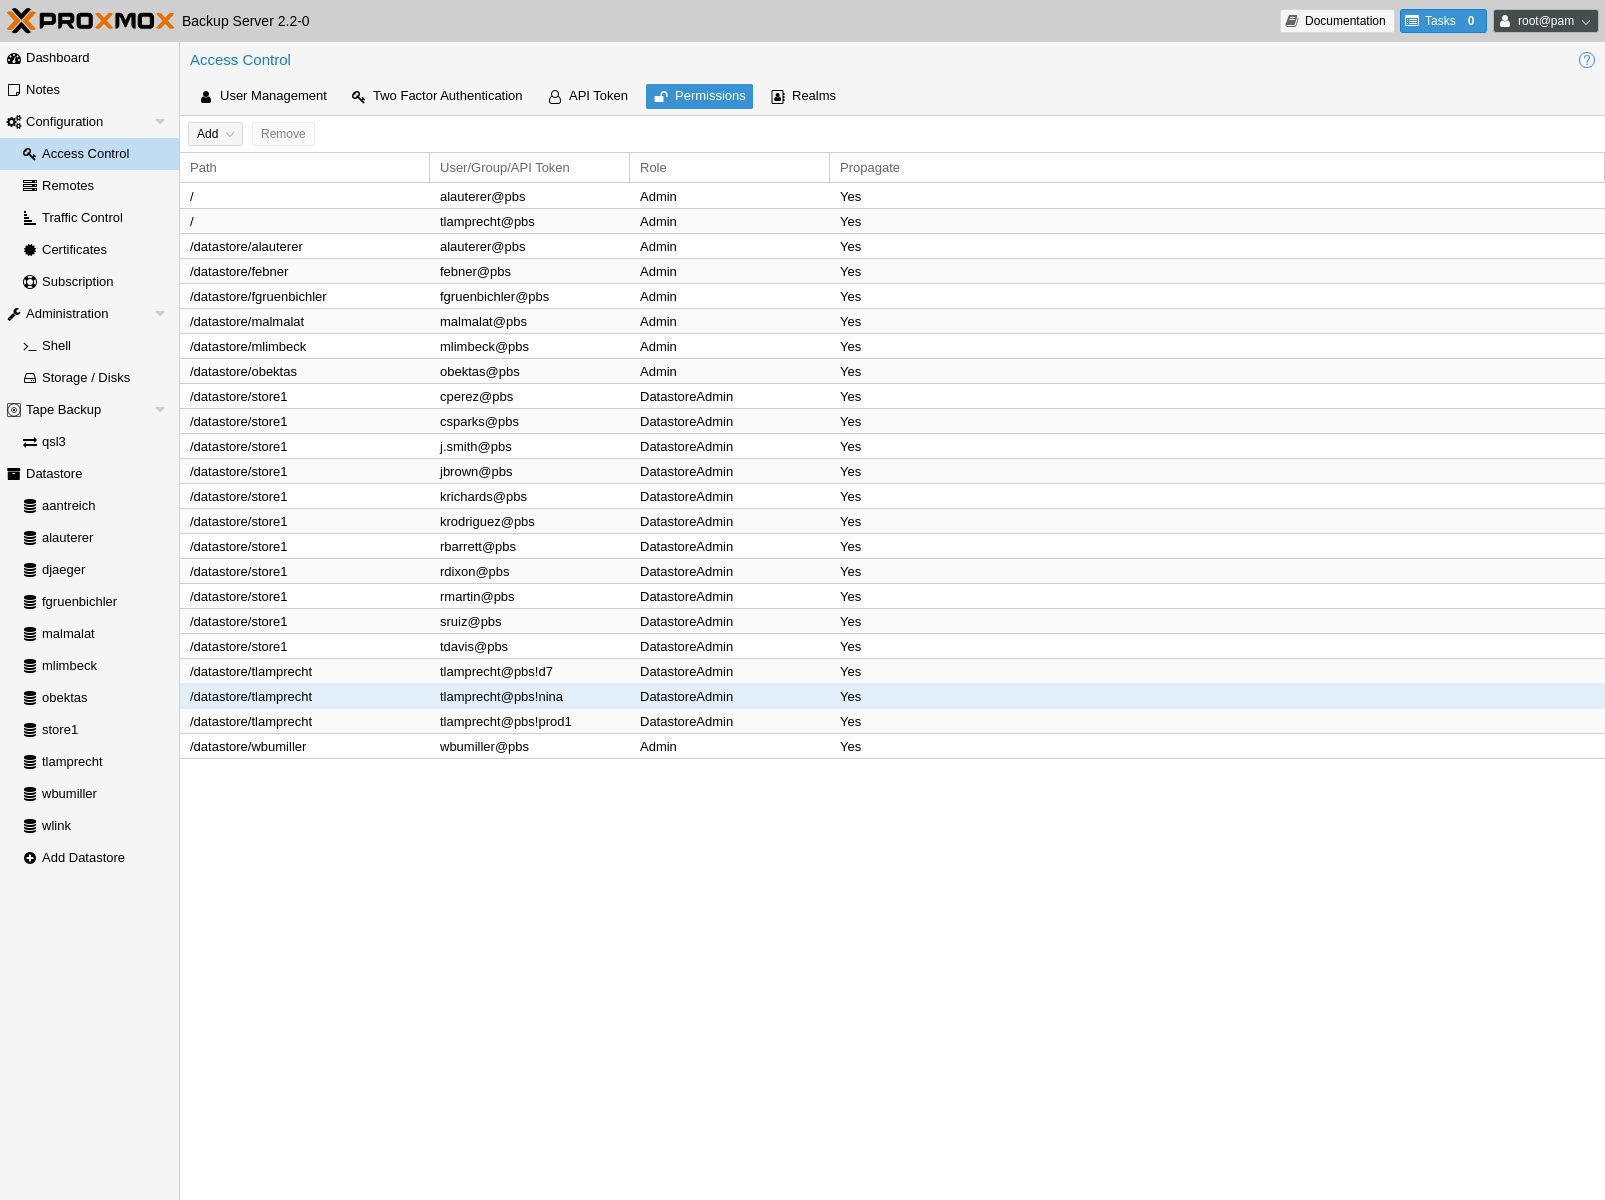 PROXMOX Backup Server 2.2-0
Documentation
Tasks 0
root@pam
Dashboard
Notes
Configuration
Access Control
Remotes
Traffic Control
Certificates
Subscription
Administration
Shell
Storage / Disks
Tape Backup
qsl3
Datastore
aantreich
alauterer
djaeger
fgruenbichler
malmalat
mlimbeck
obektas
store1
tlamprecht
wbumiller
wlink
Add Datastore
Access Control
User Management Two Factor Authentication API Token Permissions Realms
Add Remove
Path User/Group/API Token Role Propagate
/ alauterer@pbs Admin Yes
/ tlamprecht@pbs Admin Yes
/datastore/alauterer alauterer@pbs Admin Yes
/datastore/febner febner@pbs Admin Yes
/datastore/fgruenbichler fgruenbichler@pbs Admin Yes
/datastore/malmalat malmalat@pbs Admin Yes
/datastore/mlimbeck mlimbeck@pbs Admin Yes
/datastore/obektas obektas@pbs Admin Yes
/datastore/store1 cperez@pbs DatastoreAdmin Yes
/datastore/store1 csparks@pbs DatastoreAdmin Yes
/datastore/store1 j.smith@pbs DatastoreAdmin Yes
/datastore/store1 jbrown@pbs DatastoreAdmin Yes
/datastore/store1 krichards@pbs DatastoreAdmin Yes
/datastore/store1 krodriguez@pbs DatastoreAdmin Yes
/datastore/store1 rbarrett@pbs DatastoreAdmin Yes
/datastore/store1 rdixon@pbs DatastoreAdmin Yes
/datastore/store1 rmartin@pbs DatastoreAdmin Yes
/datastore/store1 sruiz@pbs DatastoreAdmin Yes
/datastore/store1 tdavis@pbs DatastoreAdmin Yes
/datastore/tlamprecht tlamprecht@pbs!d7 DatastoreAdmin Yes
/datastore/tlamprecht tlamprecht@pbs!nina DatastoreAdmin Yes
/datastore/tlamprecht tlamprecht@pbs!prod1 DatastoreAdmin Yes
/datastore/wbumiller wbumiller@pbs Admin Yes